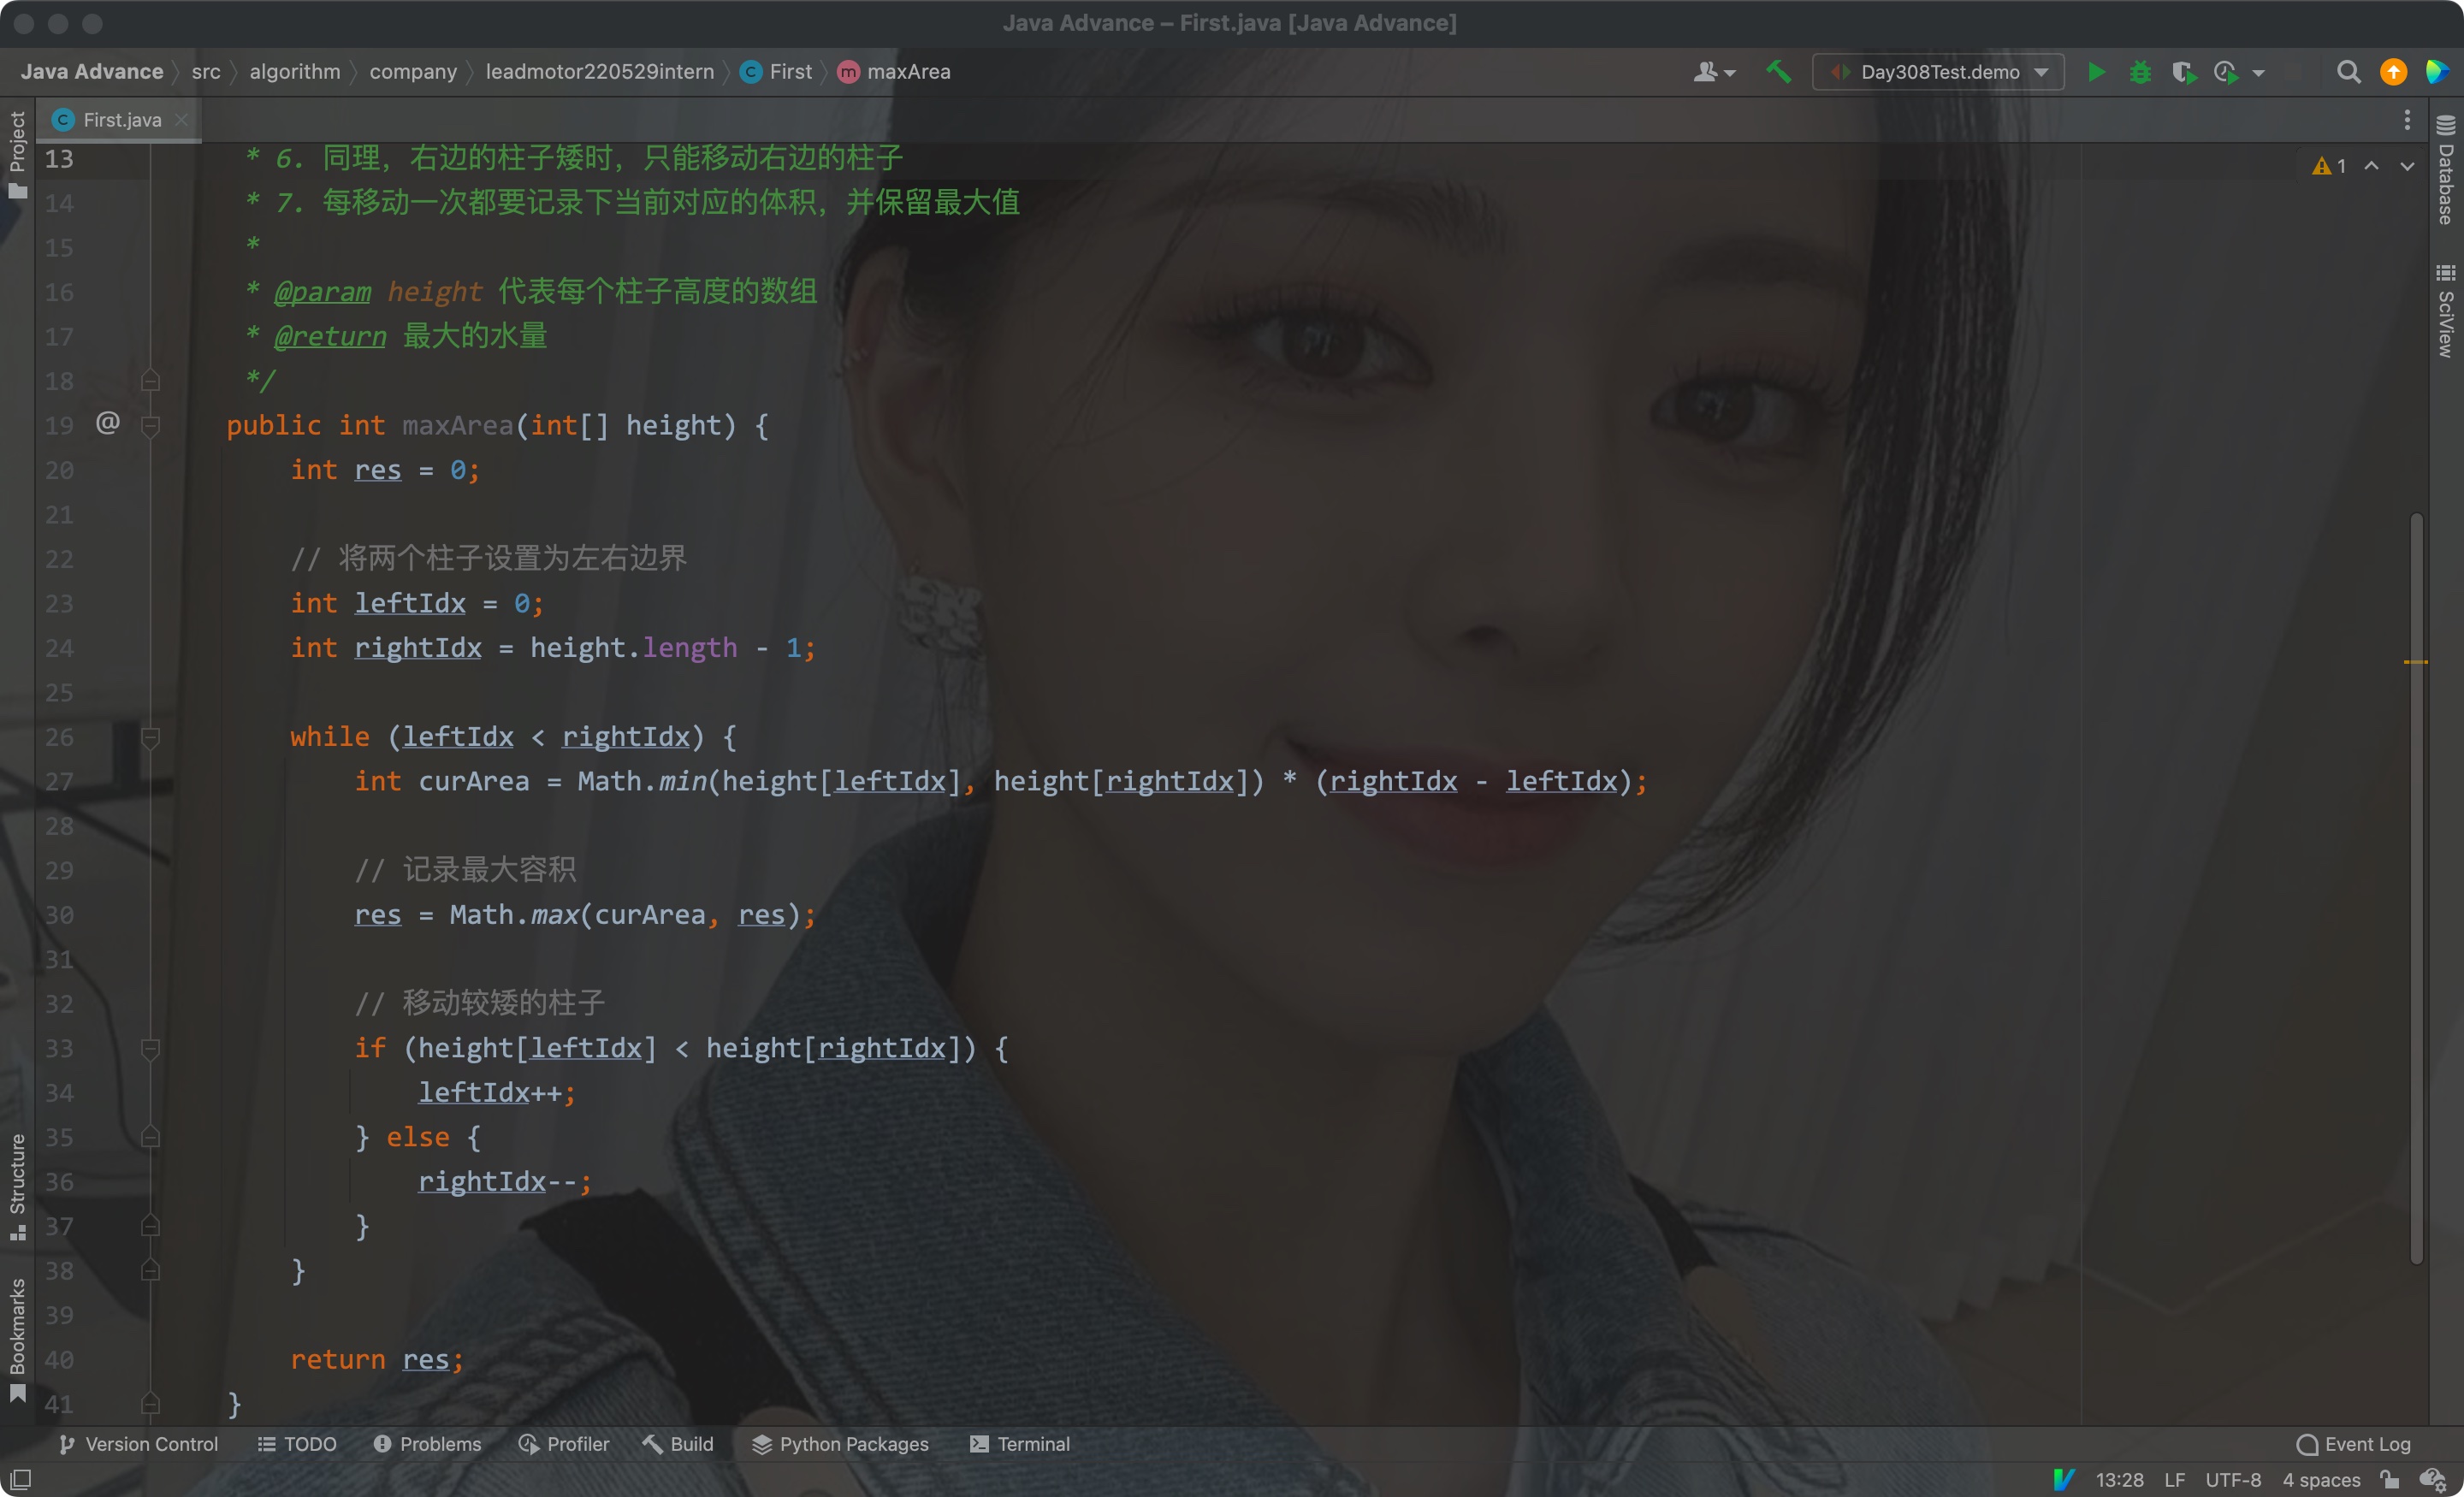 Java Advance – First.java [Java Advance]
Java Advance src algorithm company leadmotor220529intern C First m maxArea Day308Test.demo
Project
C First.java
13 * 6. 同理，右边的柱子矮时，只能移动右边的柱子
1
14 * 7. 每移动一次都要记录下当前对应的体积，并保留最大值
15 *
16 * @param height 代表每个柱子高度的数组
17 * @return 最大的水量
18 */
19 @ public int maxArea(int[] height) {
20 int res = 0;
21
22 // 将两个柱子设置为左右边界
23 int leftIdx = 0;
24 int rightIdx = height.length - 1;
25
26 while (leftIdx < rightIdx) {
27 int curArea = Math.min(height[leftIdx], height[rightIdx]) * (rightIdx - leftIdx);
28
29 // 记录最大容积
30 res = Math.max(curArea, res);
31
32 // 移动较矮的柱子
33 if (height[leftIdx] < height[rightIdx]) {
34 leftIdx++;
35 } else {
36 rightIdx--;
37 }
38 }
39
40 return res;
41 }
Database
SciView
Structure
Bookmarks
Version Control TODO Problems Profiler Build Python Packages Terminal Event Log
13:28 LF UTF-8 4 spaces